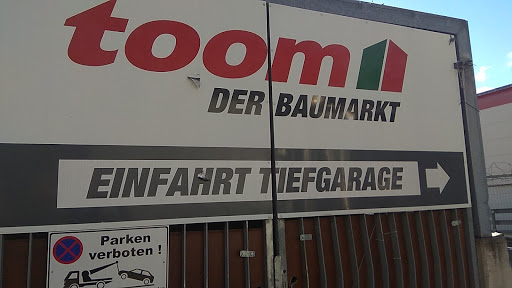 toom
DER BAUMARKT
EINFAHRT TIEFGARAGE
Parken
verboten !